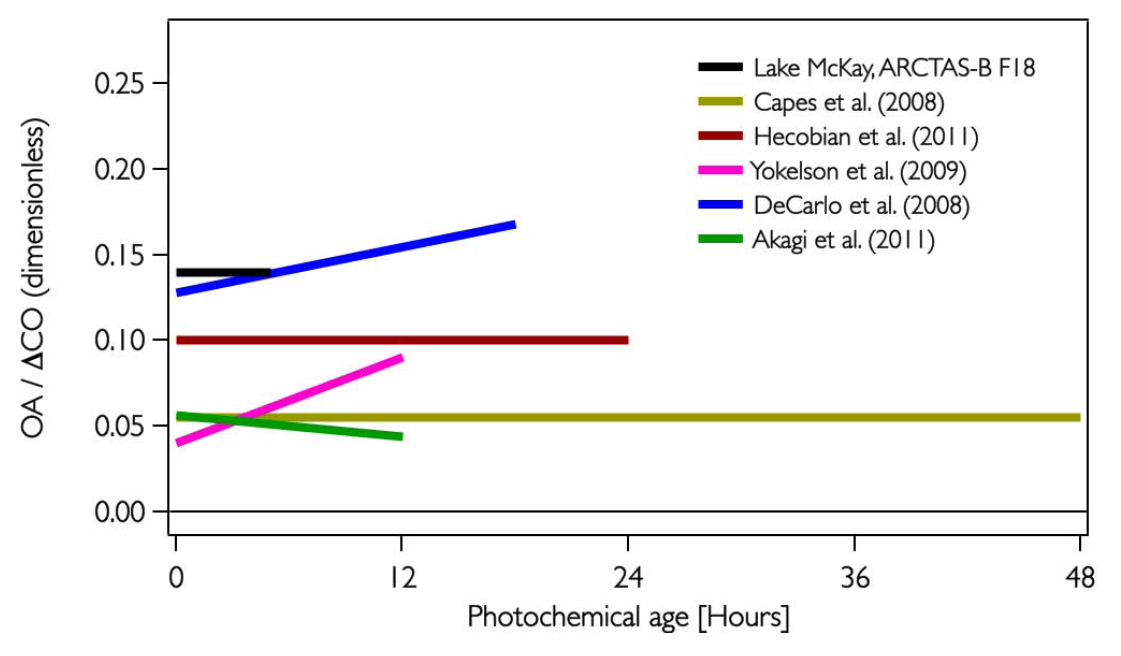 OA / ΔCO (dimensionless)
0.25
0.20
0.15
0.10
0.05
0.00
Lake McKay, ARCTAS-B F18
Capes et al. (2008)
Hecobian et al. (2011)
Yokelson et al. (2009)
DeCarlo et al. (2008)
Akagi et al. (2011)
0 12 24 36 48
Photochemical age [Hours]